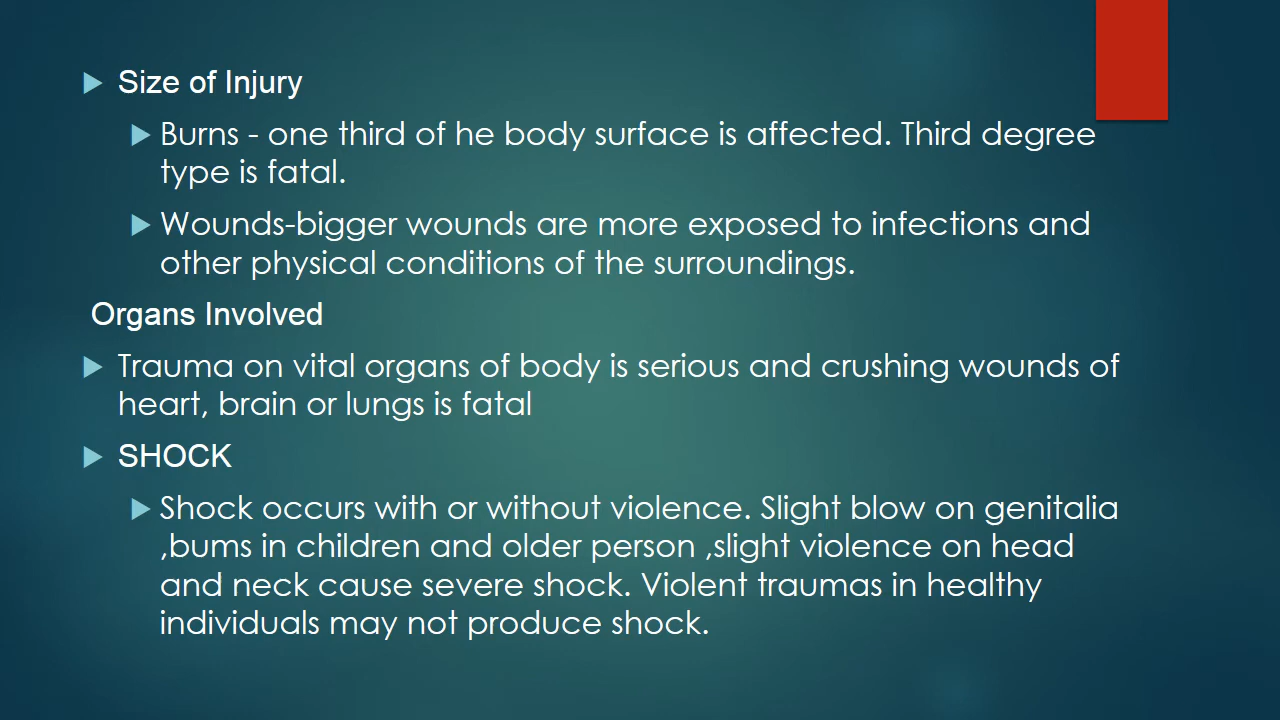 Size of Injury
Burns - one third of he body surface is affected. Third degree
type is fatal.
Wounds-bigger wounds are more exposed to infections and
other physical conditions of the surroundings.
Organs Involved
Trauma on vital organs of body is serious and crushing wounds of
heart, brain or lungs is fatal
SHOCK
Shock occurs with or without violence. Slight blow on genitalia
,bums in children and older person ,slight violence on head
and neck cause severe shock. Violent traumas in healthy
individuals may not produce shock.